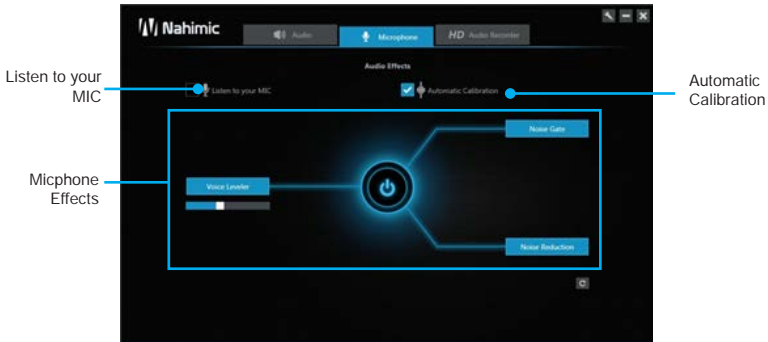 Nahimic
Audio
Microphone
HD Audio Recorder
Audio Effects
Listen to your
MIC
Listen to your MIC
Automatic Calibration
Automatic
Calibration
Noise Gate
Micphone
Effects
Voice Leveler
Noise Reduction